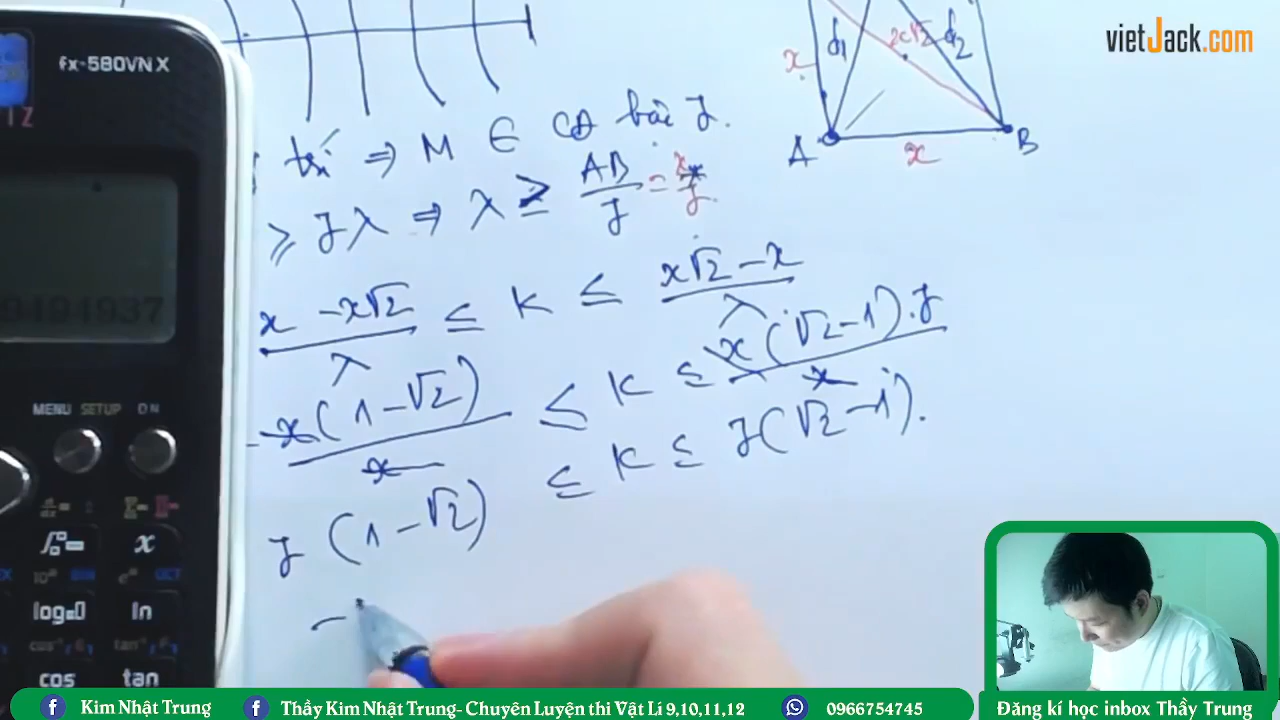 vietJack.com
fx-580VN X
d1 2x√2 d2
x
A x B
trí ⇒ M ∈ CĐ bậc 7.
≥ 7λ ⇒ λ ≥ AB/7 = x/7.
x - x√2/λ ≤ K ≤ x√2 - x/λ
x(1-√2)/x ≤ K ≤ x(√2-1).7/x
7(1-√2) ≤ K ≤ 7(√2-1).
-
MENU SETUP ON
x
log ln
cos tan
Kim Nhật Trung Thầy Kim Nhật Trung- Chuyên Luyện thi Vật Lí 9,10,11,12 0966754745
Đăng kí học inbox Thầy Trung